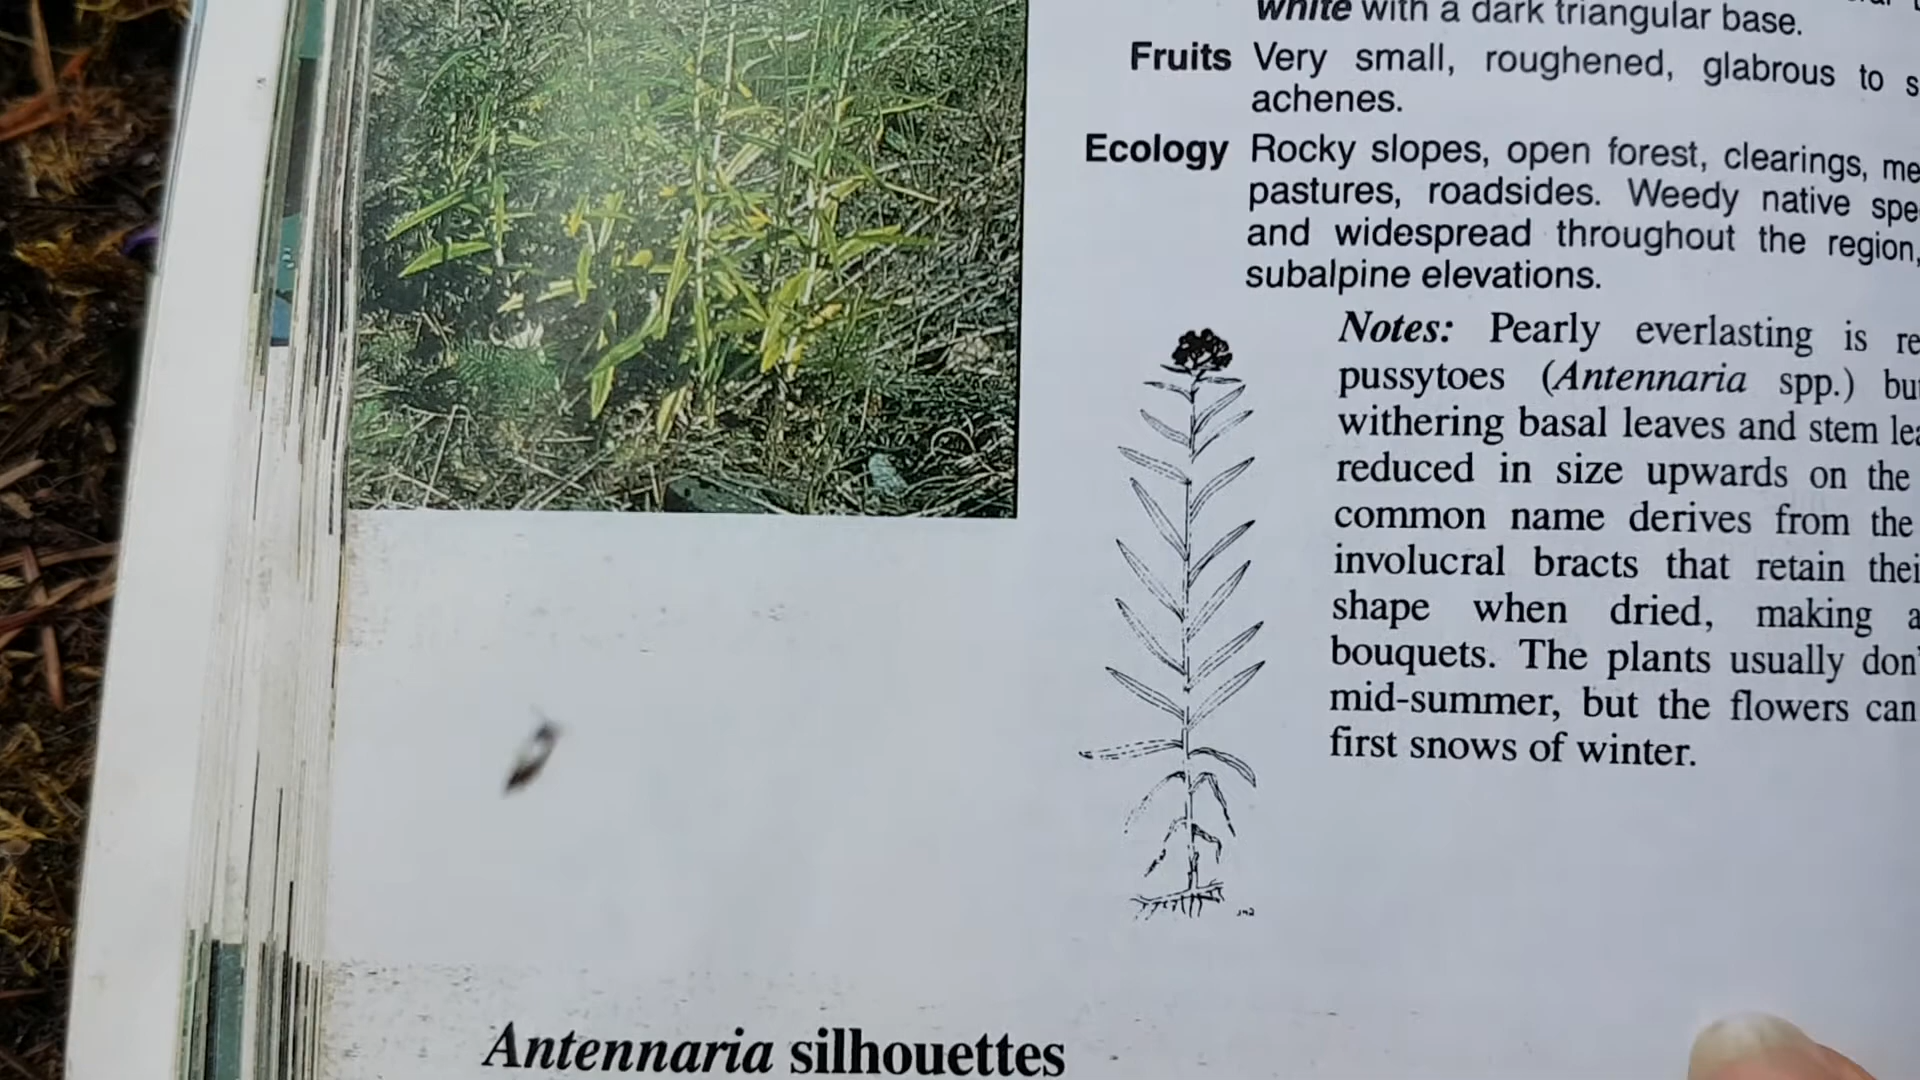 white with a dark triangular base.
Fruits Very small, roughened, glabrous to
achenes.
Ecology Rocky slopes, open forest, clearings,
pastures, roadsides. Weedy native
and widespread throughout the region,
subalpine elevations.
Notes: Pearly everlasting is
pussytoes (Antennaria spp.)
withering basal leaves and stem
reduced in size upwards on the
common name derives from the
involucral bracts that retain
shape when dried, making
bouquets. The plants usually
mid-summer, but the flowers can
first snows of winter.
Antennaria silhouettes